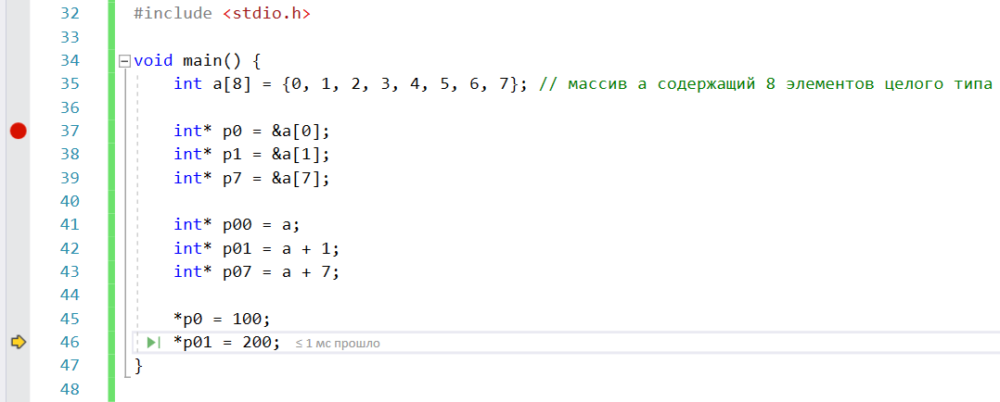 32 #include <stdio.h>
33
34 void main() {
35 int a[8] = {0, 1, 2, 3, 4, 5, 6, 7}; // массив а содержащий 8 элементов целого типа
36
37 int* p0 = &a[0];
38 int* p1 = &a[1];
39 int* p7 = &a[7];
40
41 int* p00 = a;
42 int* p01 = a + 1;
43 int* p07 = a + 7;
44
45 *p0 = 100;
46 *p01 = 200; ≤ 1 мс прошло
47 }
48